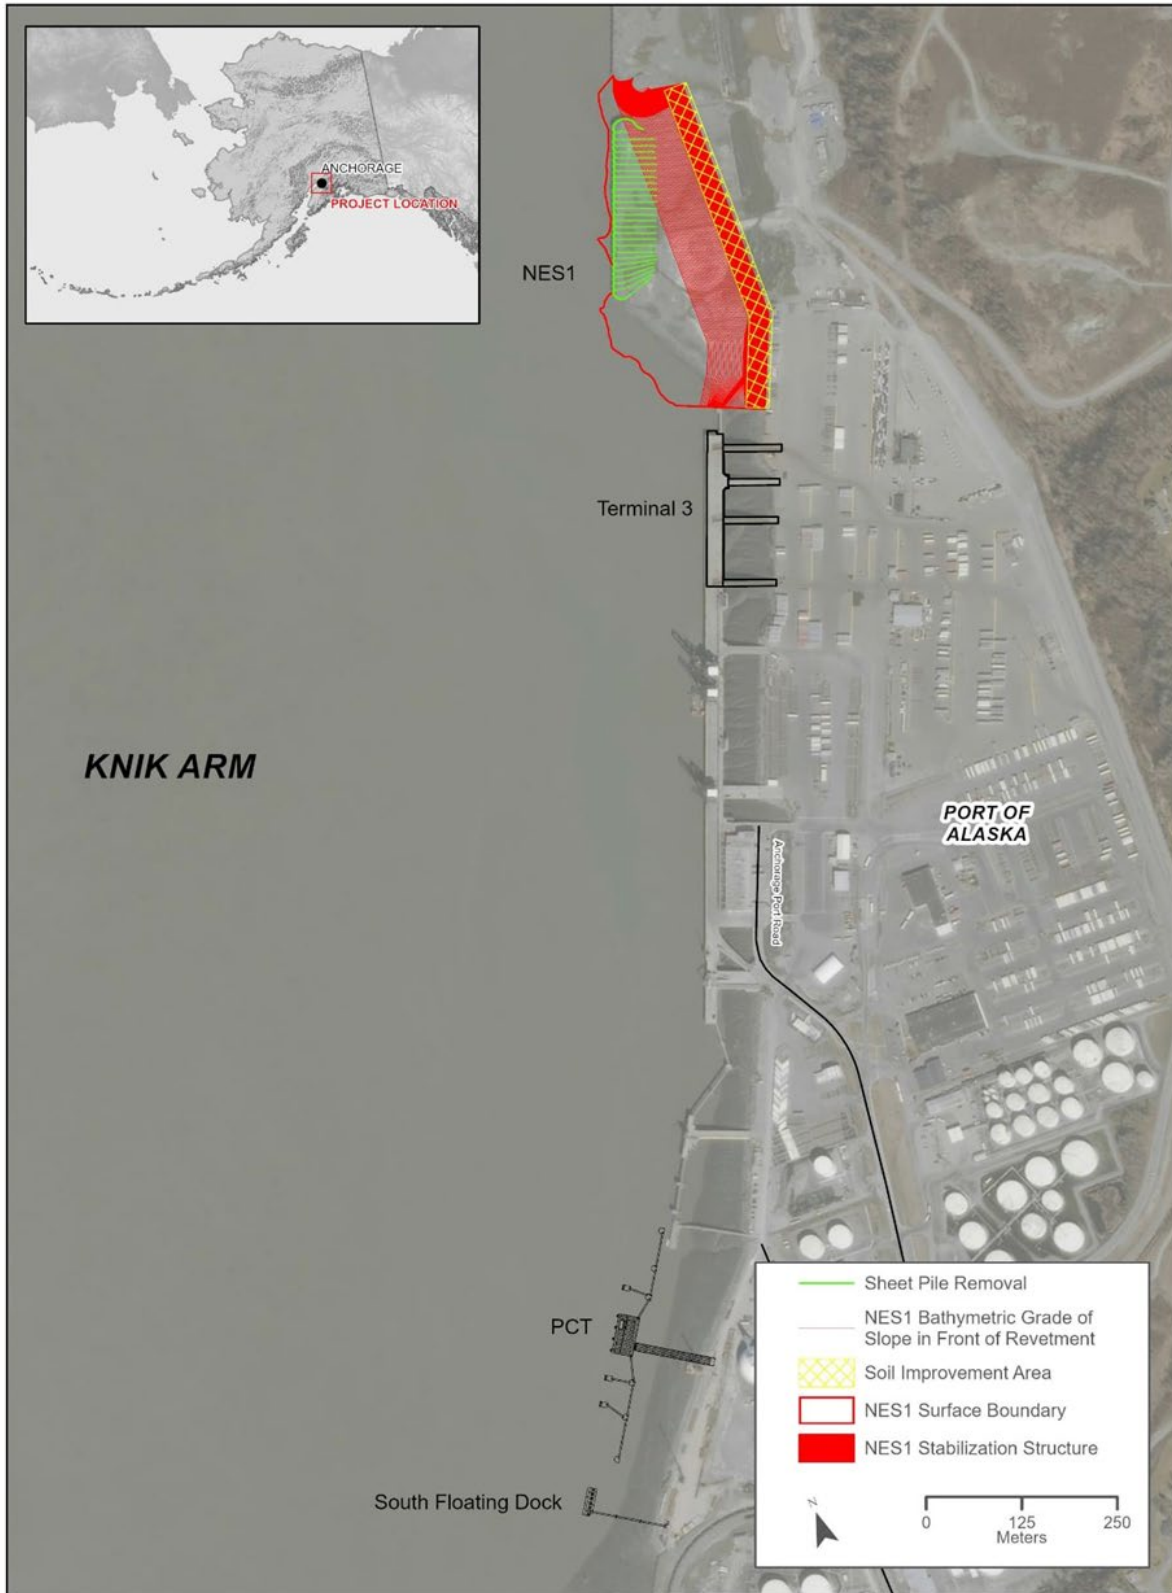 ANCHORAGE
PROJECT LOCATION
NES1
Terminal 3
KNIK ARM
PORT OF
ALASKA
Anchorage Port Road
PCT
South Floating Dock
Sheet Pile Removal
NES1 Bathymetric Grade of
Slope in Front of Revetment
Soil Improvement Area
NES1 Surface Boundary
NES1 Stabilization Structure
N
0 125 250
Meters